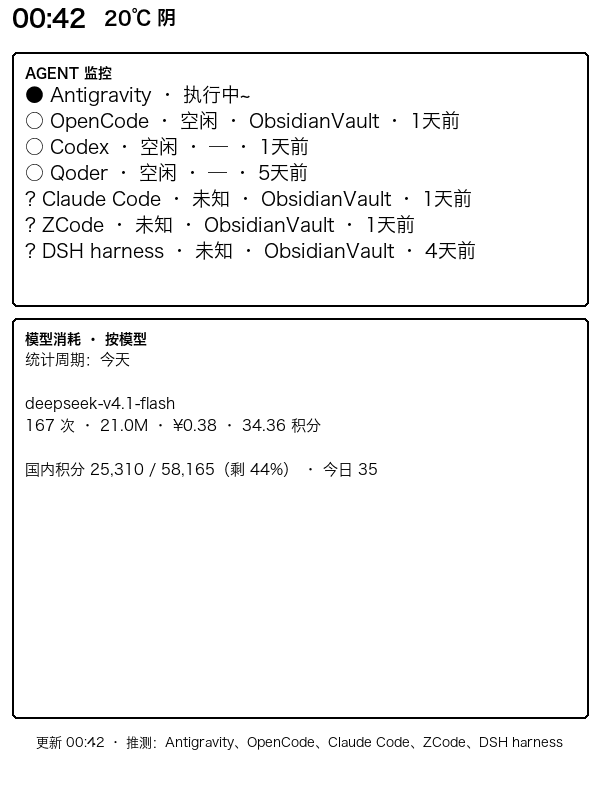 00:42 20℃ 阴
AGENT 监控
● Antigravity · 执行中~
○ OpenCode · 空闲 · ObsidianVault · 1天前
○ Codex · 空闲 · — · 1天前
○ Qoder · 空闲 · — · 5天前
? Claude Code · 未知 · ObsidianVault · 1天前
? ZCode · 未知 · ObsidianVault · 1天前
? DSH harness · 未知 · ObsidianVault · 4天前
模型消耗 · 按模型
统计周期：今天
deepseek-v4.1-flash
167 次 · 21.0M · ¥0.38 · 34.36 积分
国内积分 25,310 / 58,165（剩 44%） · 今日 35
更新 00:42 · 推测：Antigravity、OpenCode、Claude Code、ZCode、DSH harness